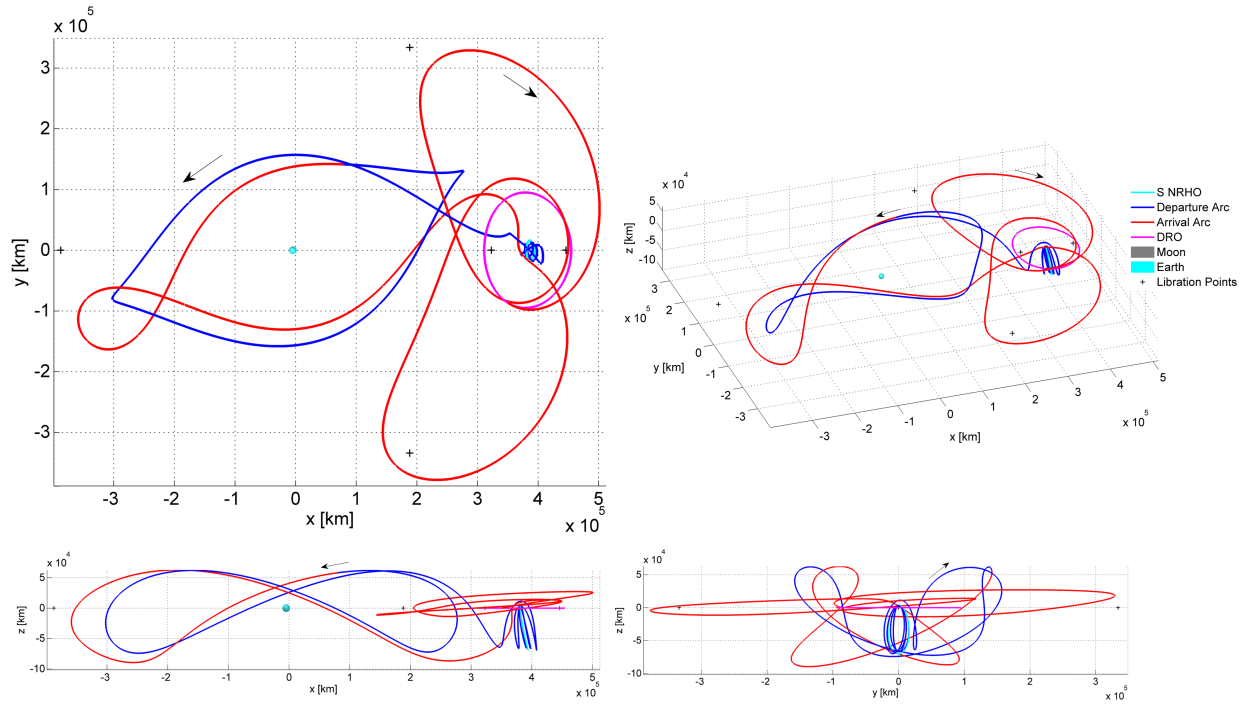 x 10^5
3
2
1
0
-1
-2
-3
y [km]
-3 -2 -1 0 1 2 3 4 5
x [km]
x 10^5
x 10^4
5
0
-5
-10
z [km]
x 10^5
3
2
1
0
-1
-2
-3
y [km]
-3 -2 -1 0 1 2 3 4 5
x [km]
x 10^5
S NRHO
Departure Arc
Arrival Arc
DRO
Moon
Earth
Libration Points
x 10^4
5
0
-5
-10
z [km]
-3 -2 -1 0 1 2 3 4 5
x [km]
x 10^5
x 10^4
5
0
-5
-10
z [km]
-3 -2 -1 0 1 2 3
y [km]
x 10^5